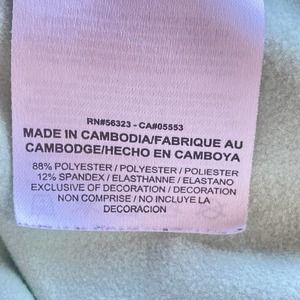 RN#56323 - CA#05553
MADE IN CAMBODIA/FABRIQUE AU
CAMBODGE/HECHO EN CAMBOYA
88% POLYESTER / POLYESTER / POLIESTER
12% SPANDEX / ELASTHANNE / ELASTANO
EXCLUSIVE OF DECORATION / DECORATION
NON COMPRISE / NO INCLUYE LA
DECORACION